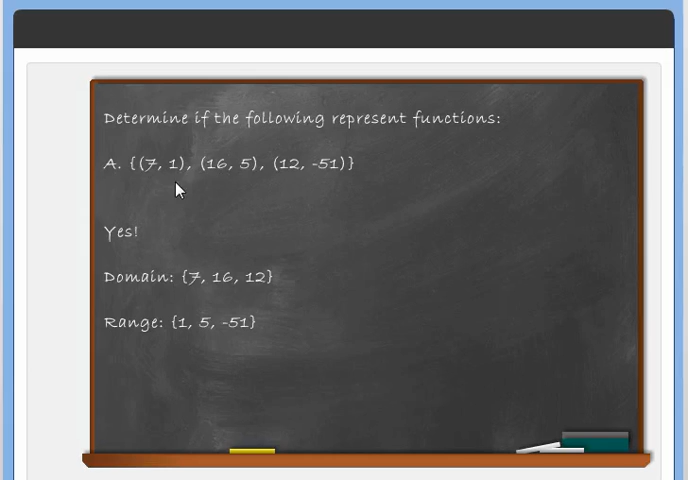 Determine if the following represent functions:
A. {(7, 1), (16, 5), (12, -51)}
Yes!
Domain: {7, 16, 12}
Range: {1, 5, -51}